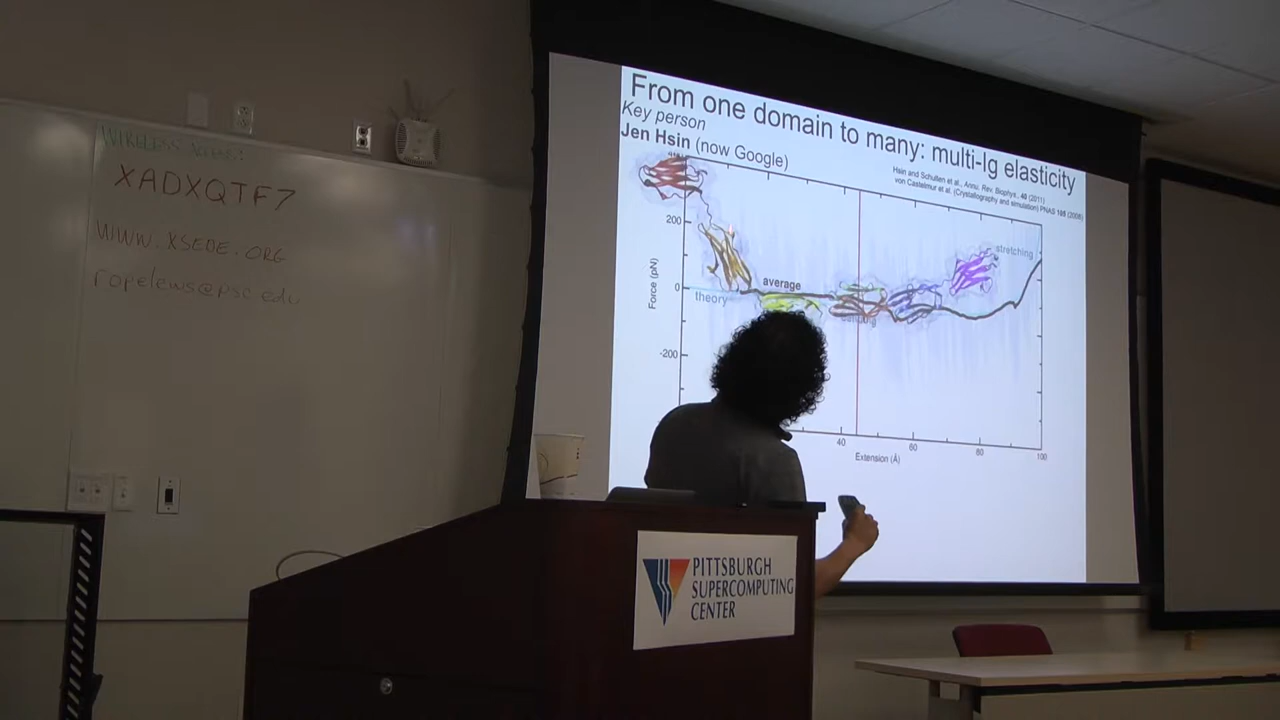 WIRELESS ACCESS:
XADXQTF7
WWW.XSEDE.ORG
ropelews@psc.edu
From one domain to many: multi-Ig elasticity
Key person
Jen Hsin (now Google)
Hsin and Schulten et al., Annu. Rev. Biophys., 40 (2011)
von Castelmur et al. (Crystallography and simulation) PNAS 105 (2008)
200
0
-200
Force (pN)
theory
average
stretching
40
60
80
100
Extension (Å)
PITTSBURGH
SUPERCOMPUTING
CENTER